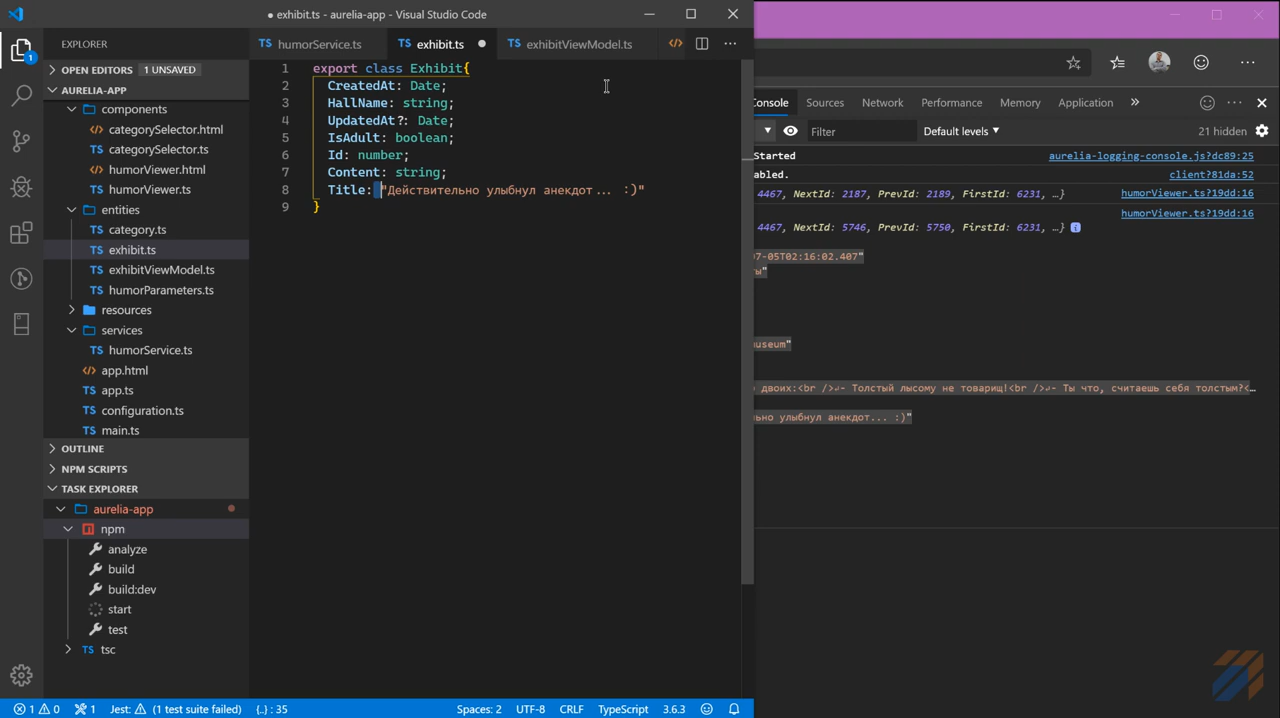 ● exhibit.ts - aurelia-app - Visual Studio Code
EXPLORER
humorService.ts
exhibit.ts ●
exhibitViewModel.ts
OPEN EDITORS 1 UNSAVED
AURELIA-APP
components
categorySelector.html
categorySelector.ts
humorViewer.html
humorViewer.ts
entities
category.ts
exhibit.ts
exhibitViewModel.ts
humorParameters.ts
resources
services
humorService.ts
app.html
app.ts
configuration.ts
main.ts
OUTLINE
NPM SCRIPTS
TASK EXPLORER
aurelia-app
npm
analyze
build
build:dev
start
test
tsc
1 export class Exhibit{
2 CreatedAt: Date;
3 HallName: string;
4 UpdatedAt?: Date;
5 IsAdult: boolean;
6 Id: number;
7 Content: string;
8 Title: "Действительно улыбнул анекдот... :)"
9 }
Console Sources Network Performance Memory Application
Filter Default levels 21 hidden
Started aurelia-logging-console.js?dc89:25
abled. client?81da:52
4467, NextId: 2187, PrevId: 2189, FirstId: 6231, …} humorViewer.ts?19dd:16
humorViewer.ts?19dd:16
4467, NextId: 5746, PrevId: 5750, FirstId: 6231, …}
7-05T02:16:02.407"
ы"
museum"
двоих:<br />↵- Толстый лысому не товарищ!<br />↵- Ты что, считаешь себя толстым?<…
ьно улыбнул анекдот... :)"
1 0 1 Jest: (1 test suite failed) {..} : 35 Spaces: 2 UTF-8 CRLF TypeScript 3.6.3